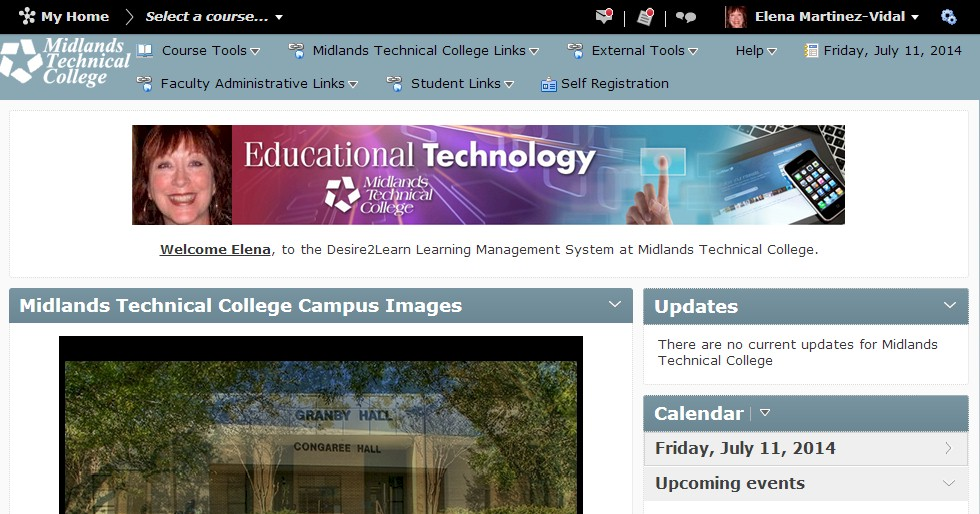 My Home
Select a course...
Elena Martinez-Vidal
Midlands
Technical
College
Course Tools
Midlands Technical College Links
External Tools
Help
Friday, July 11, 2014
Faculty Administrative Links
Student Links
Self Registration
Educational Technology
Midlands
Technical
College
Welcome Elena, to the Desire2Learn Learning Management System at Midlands Technical College.
Midlands Technical College Campus Images
GRANBY HALL
CONGAREE HALL
Updates
There are no current updates for Midlands
Technical College
Calendar
Friday, July 11, 2014
Upcoming events